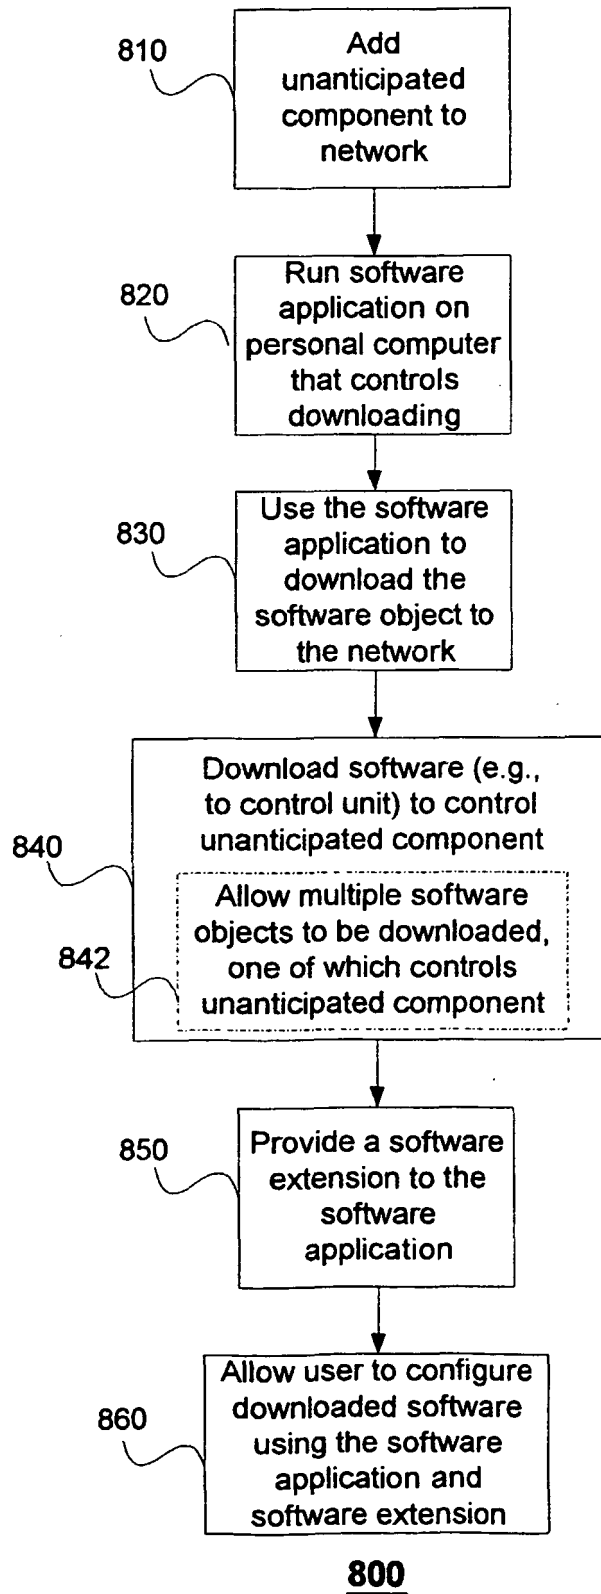 810
Add
unanticipated
component to
network
820
Run software
application on
personal computer
that controls
downloading
830
Use the software
application to
download the
software object to
the network
840
Download software (e.g.,
to control unit) to control
unanticipated component
842
Allow multiple software
objects to be downloaded,
one of which controls
unanticipated component
850
Provide a software
extension to the
software
application
860
Allow user to configure
downloaded software
using the software
application and
software extension
800